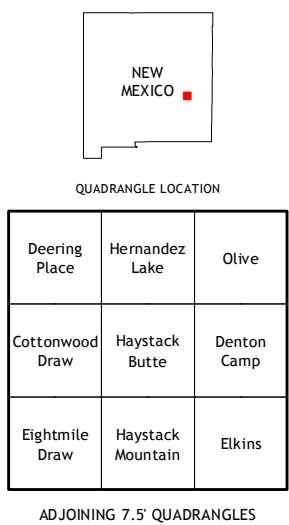 NEW
MEXICO
QUADRANGLE LOCATION
Deering
Place
Hernandez
Lake
Olive
Cottonwood
Draw
Haystack
Butte
Denton
Camp
Eightmile
Draw
Haystack
Mountain
Elkins
ADJOINING 7.5' QUADRANGLES